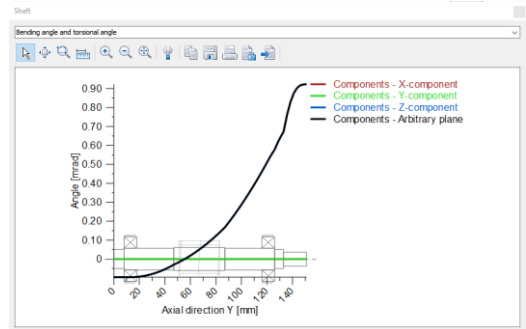 Shaft
Bending angle and torsional angle
Components - X-component
Components - Y-component
Components - Z-component
Components - Arbitrary plane
Angle [mrad]
0.90
0.80
0.70
0.60
0.50
0.40
0.30
0.20
0.10
0
0 20 40 60 80 100 120 140
Axial direction Y [mm]